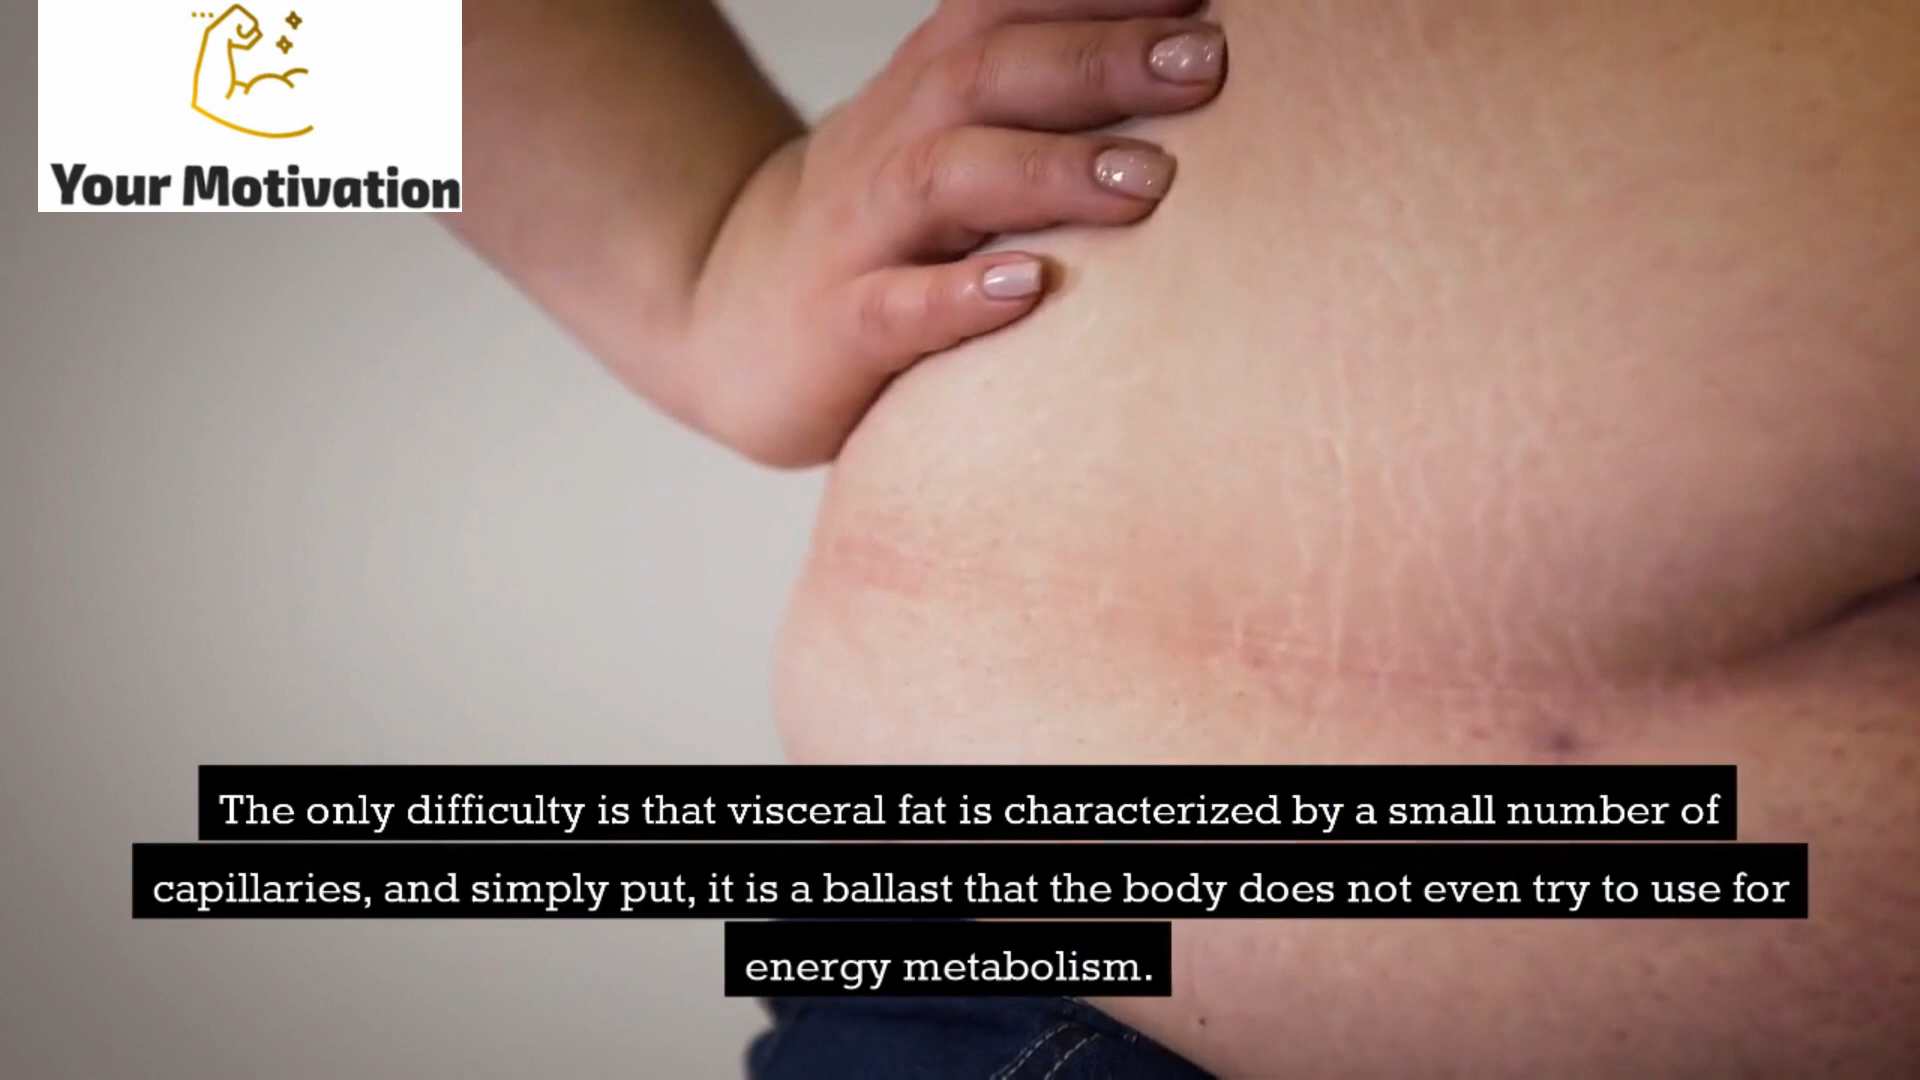 Your Motivation
The only difficulty is that visceral fat is characterized by a small number of
capillaries, and simply put, it is a ballast that the body does not even try to use for
energy metabolism.